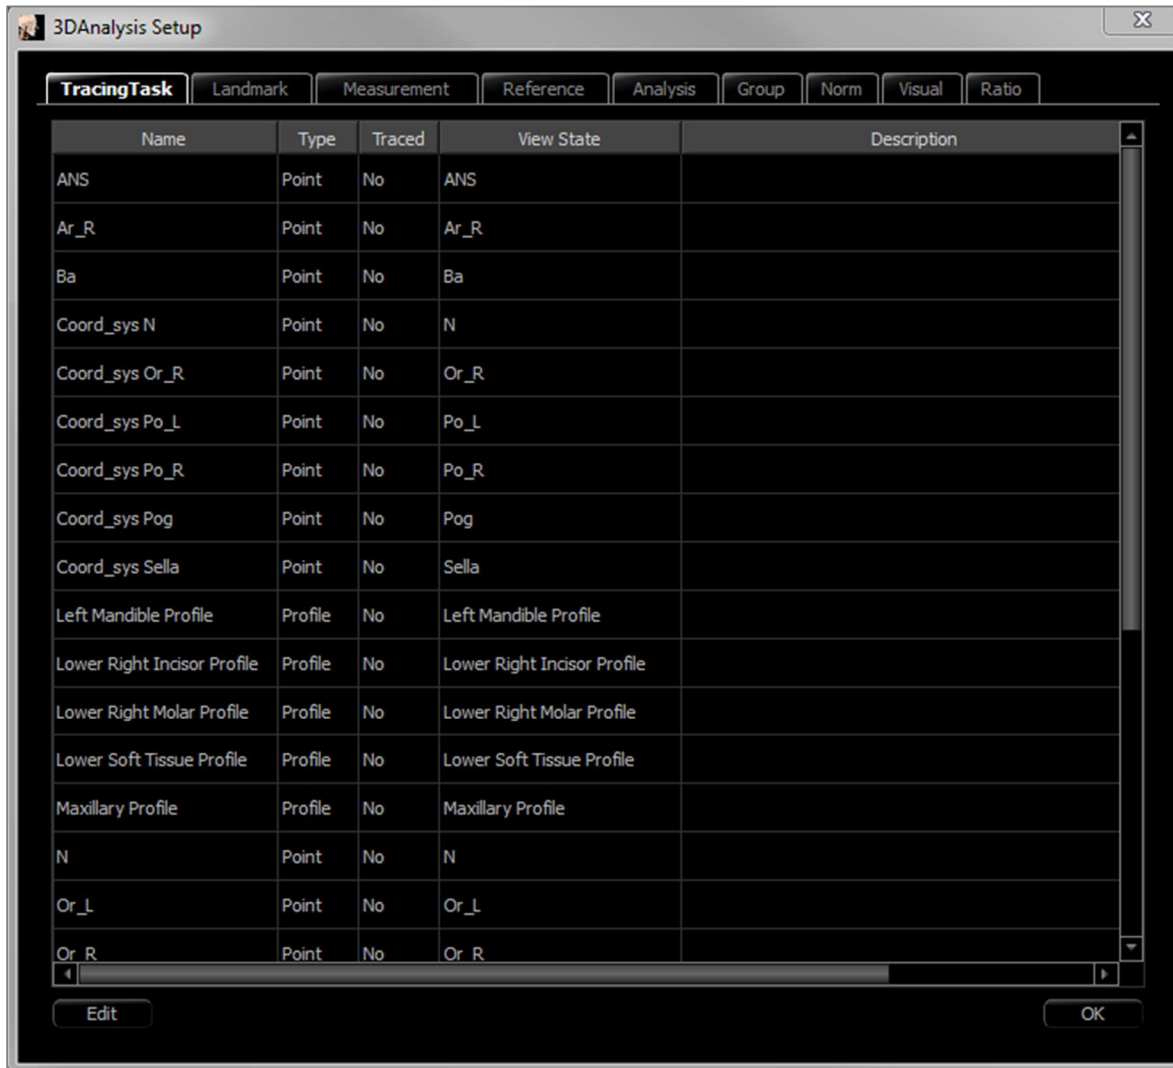 3DAnalysis Setup
TracingTask Landmark Measurement Reference Analysis Group Norm Visual Ratio
Name Type Traced View State Description
ANS Point No ANS
Ar_R Point No Ar_R
Ba Point No Ba
Coord_sys N Point No N
Coord_sys Or_R Point No Or_R
Coord_sys Po_L Point No Po_L
Coord_sys Po_R Point No Po_R
Coord_sys Pog Point No Pog
Coord_sys Sella Point No Sella
Left Mandible Profile Profile No Left Mandible Profile
Lower Right Incisor Profile Profile No Lower Right Incisor Profile
Lower Right Molar Profile Profile No Lower Right Molar Profile
Lower Soft Tissue Profile Profile No Lower Soft Tissue Profile
Maxillary Profile Profile No Maxillary Profile
N Point No N
Or_L Point No Or_L
Or_R Point No Or_R
Edit OK